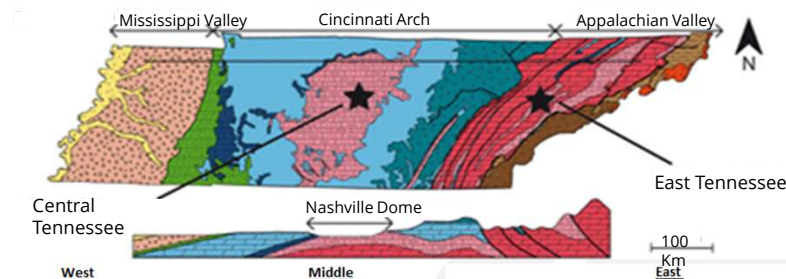 Mississippi Valley
Cincinnati Arch
Appalachian Valley
N
East Tennessee
Central
Tennessee
Nashville Dome
100
Km
West
Middle
East